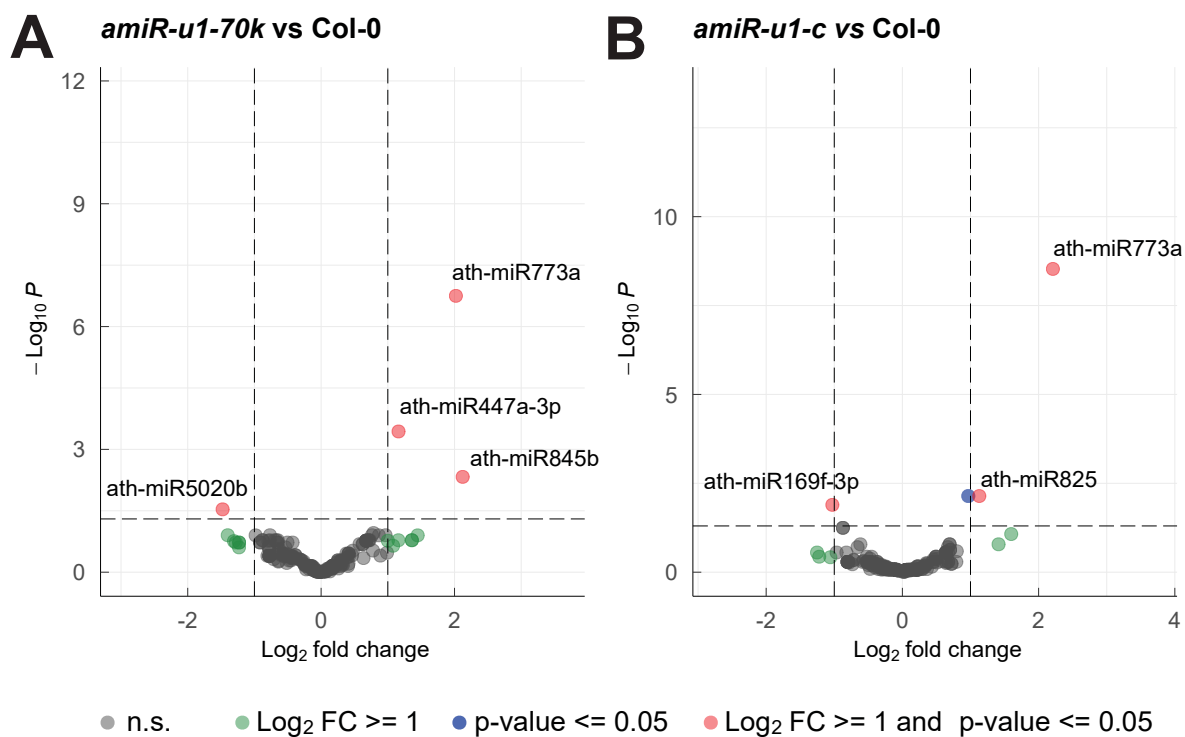 A
amiR-u1-70k vs Col-0
12
9
6
3
0
-2
0
2
− Log10 P
Log2 fold change
ath-miR773a
ath-miR447a-3p
ath-miR845b
ath-miR5020b
B
amiR-u1-c vs Col-0
10
5
0
-2
0
2
4
− Log10 P
Log2 fold change
ath-miR773a
ath-miR169f-3p
ath-miR825
n.s.   Log2 FC >= 1   p-value <= 0.05   Log2 FC >= 1 and p-value <= 0.05